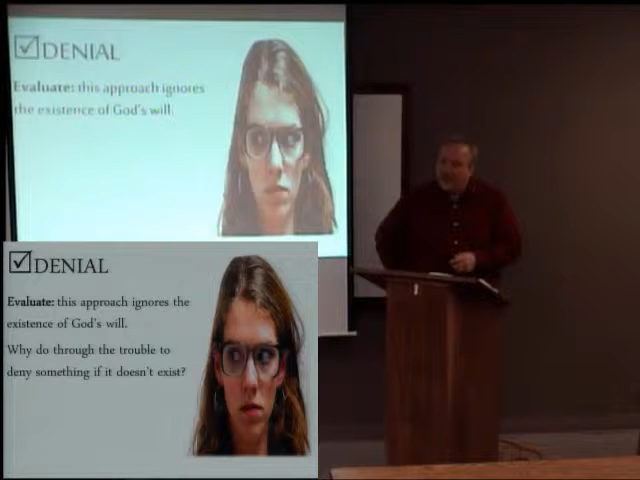 DENIAL
Evaluate: this approach ignores
the existence of God's will.
DENIAL
Evaluate: this approach ignores the
existence of God's will.
Why do through the trouble to
deny something if it doesn't exist?